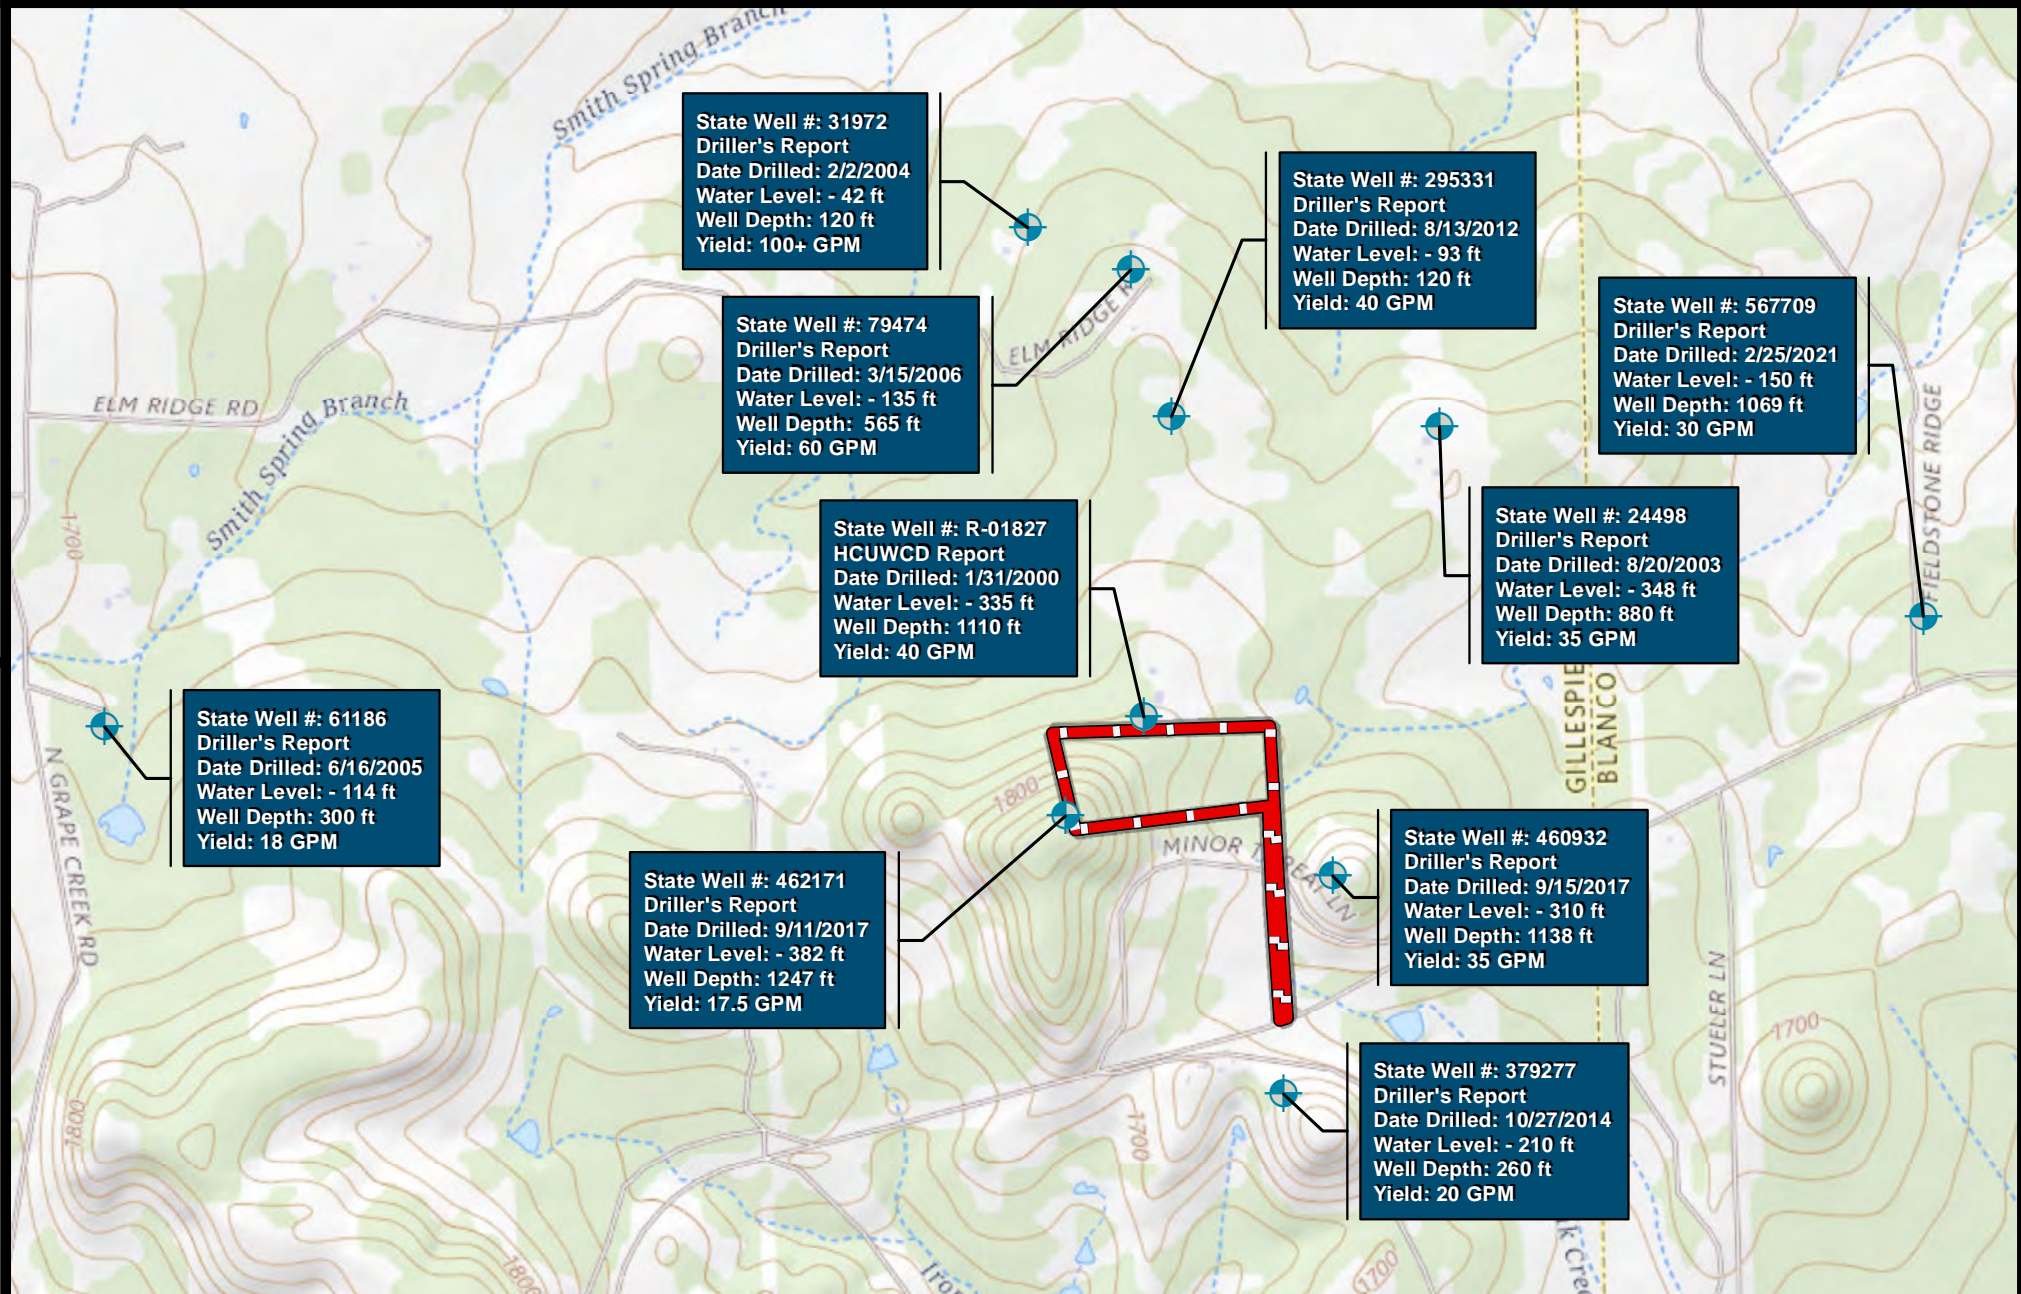 Smith Spring Branch
State Well #: 31972
Driller's Report
Date Drilled: 2/2/2004
Water Level: - 42 ft
Well Depth: 120 ft
Yield: 100+ GPM
State Well #: 295331
Driller's Report
Date Drilled: 8/13/2012
Water Level: - 93 ft
Well Depth: 120 ft
Yield: 40 GPM
State Well #: 79474
Driller's Report
Date Drilled: 3/15/2006
Water Level: - 135 ft
Well Depth: 565 ft
Yield: 60 GPM
ELM RIDGE R
State Well #: 567709
Driller's Report
Date Drilled: 2/25/2021
Water Level: - 150 ft
Well Depth: 1069 ft
Yield: 30 GPM
ELM RIDGE RD
Smith Spring Branch
FIELDSTONE RIDGE
1700
State Well #: R-01827
HCUWCD Report
Date Drilled: 1/31/2000
Water Level: - 335 ft
Well Depth: 1110 ft
Yield: 40 GPM
State Well #: 24498
Driller's Report
Date Drilled: 8/20/2003
Water Level: - 348 ft
Well Depth: 880 ft
Yield: 35 GPM
GILLESPIE
BLANCO
State Well #: 61186
Driller's Report
Date Drilled: 6/16/2005
Water Level: - 114 ft
Well Depth: 300 ft
Yield: 18 GPM
N GRAPE CREEK RD
1800
MINOR LN
State Well #: 462171
Driller's Report
Date Drilled: 9/11/2017
Water Level: - 382 ft
Well Depth: 1247 ft
Yield: 17.5 GPM
State Well #: 460932
Driller's Report
Date Drilled: 9/15/2017
Water Level: - 310 ft
Well Depth: 1138 ft
Yield: 35 GPM
STUELER LN
1700
State Well #: 379277
Driller's Report
Date Drilled: 10/27/2014
Water Level: - 210 ft
Well Depth: 260 ft
Yield: 20 GPM
1800
1700
1800
Iron
1700
k Cree